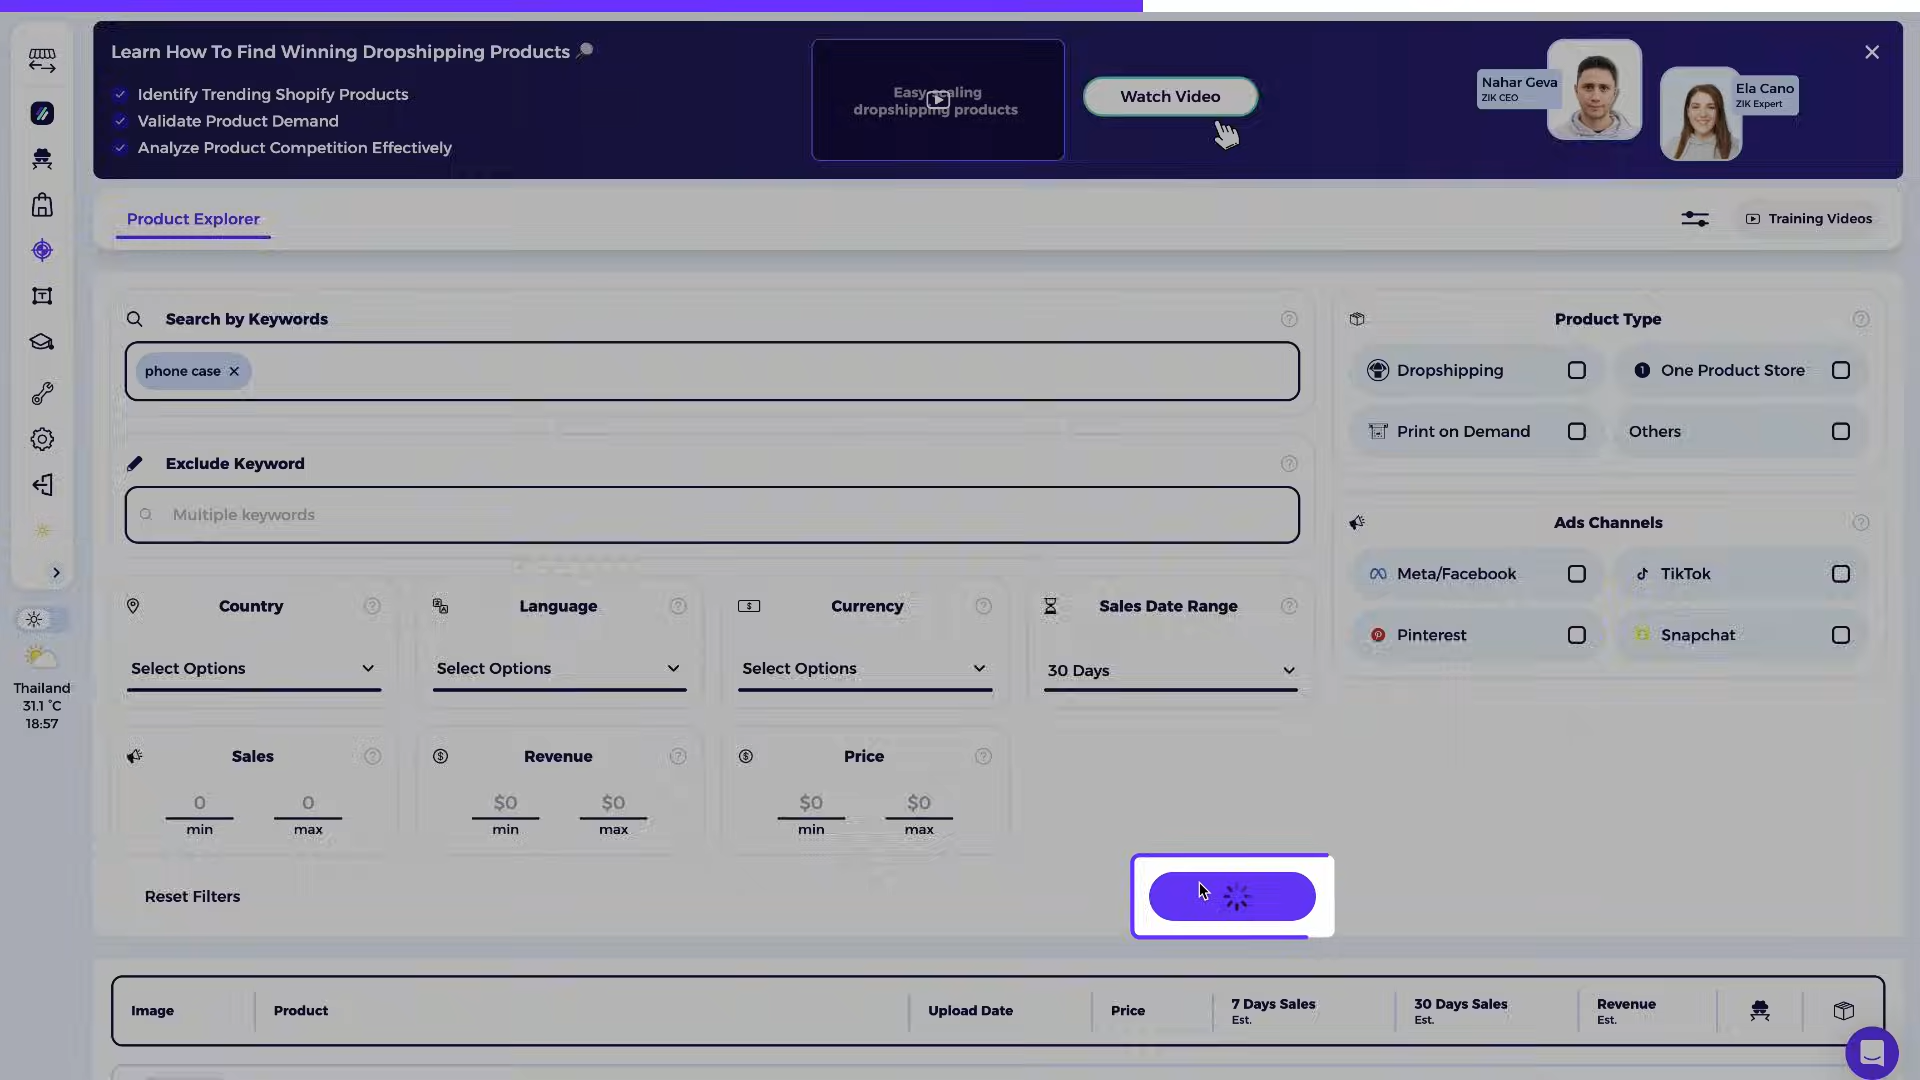 Learn How To Find Winning Dropshipping Products
Identify Trending Shopify Products
Validate Product Demand
Analyze Product Competition Effectively
Easy scaling
dropshipping products
Watch Video
Nahar Geva
ZIK CEO
Ela Cano
ZIK Expert
Product Explorer
Training Videos
Search by Keywords
phone case
Exclude Keyword
Multiple keywords
Product Type
Dropshipping
One Product Store
Print on Demand
Others
Ads Channels
Meta/Facebook
TikTok
Pinterest
Snapchat
Country
Language
Currency
Sales Date Range
Select Options
Select Options
Select Options
30 Days
Sales
Revenue
Price
0
0
$0
$0
$0
$0
min
max
min
max
min
max
Reset Filters
Thailand
31.1 °C
18:57
Image
Product
Upload Date
Price
7 Days Sales
Est.
30 Days Sales
Est.
Revenue
Est.